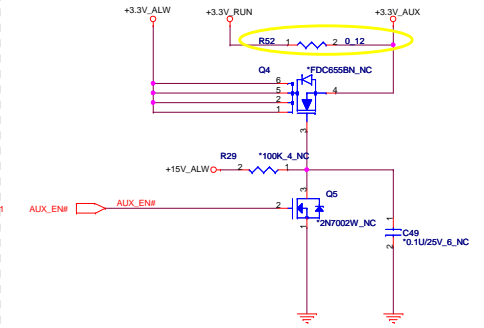 +3.3V_ALW +3.3V_RUN +3.3V_AUX
R52 1 2 0_12
Q4 *FDC655BN_NC
6
5 4
2
1
3
R29 *100K_4_NC
+15V_ALW 2 1
3 Q5
1 AUX_EN# AUX_EN# 2
*2N7002W_NC
1
1
C49
*0.1U/25V_6_NC
2